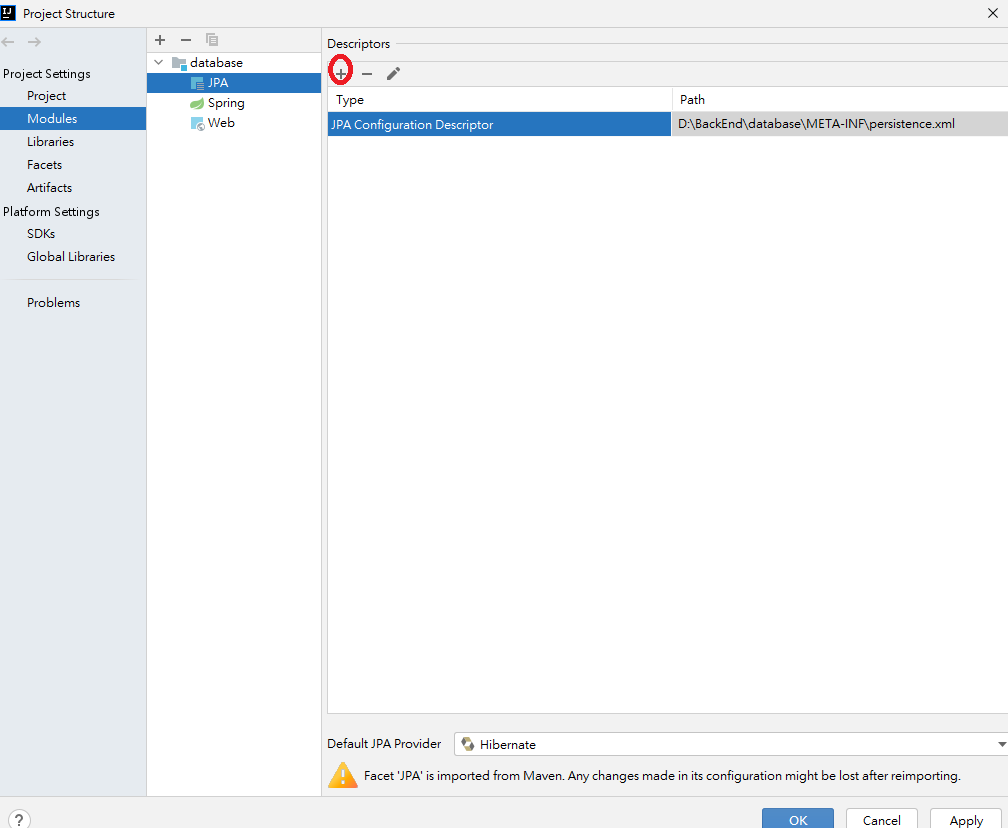 Project Structure
Project Settings
Project
Modules
Libraries
Facets
Artifacts
Platform Settings
SDKs
Global Libraries
Problems
database
JPA
Spring
Web
Descriptors
Type Path
JPA Configuration Descriptor D:\BackEnd\database\META-INF\persistence.xml
Default JPA Provider Hibernate
Facet 'JPA' is imported from Maven. Any changes made in its configuration might be lost after reimporting.
? OK Cancel Apply